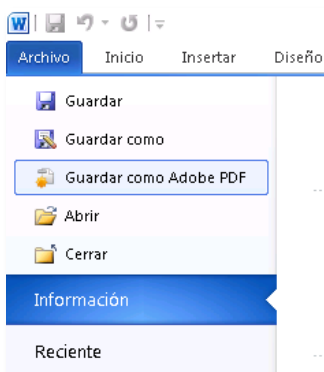 W
Archivo Inicio Insertar Diseño
Guardar
Guardar como
Guardar como Adobe PDF
Abrir
Cerrar
Información
Reciente